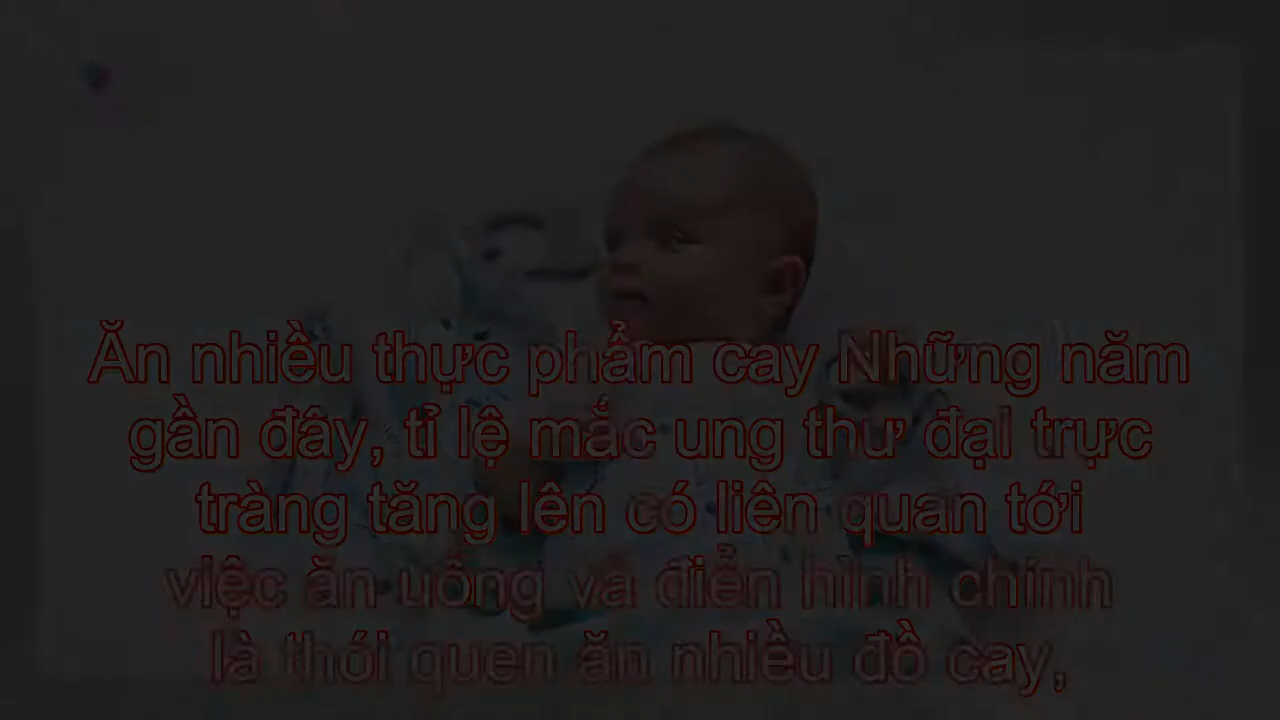 Ăn nhiều thực phẩm cay Những năm
gần đây, tỉ lệ mắc ung thư đại trực
tràng tăng lên có liên quan tới
việc ăn uống và điển hình chính
là thói quen ăn nhiều đồ cay,